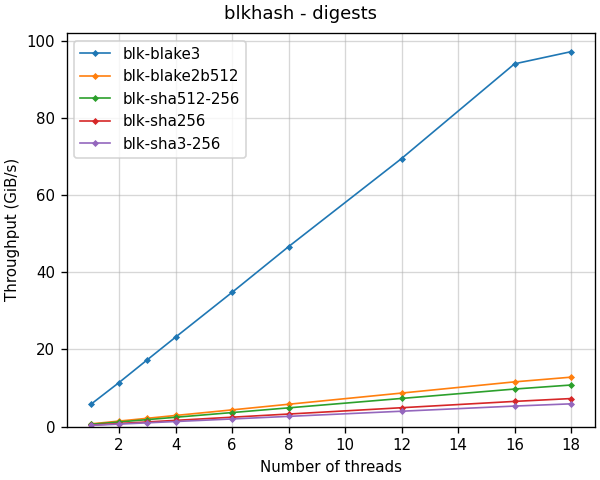 blkhash - digests
blk-blake3
blk-blake2b512
blk-sha512-256
blk-sha256
blk-sha3-256
Throughput (GiB/s)
100
80
60
40
20
0
2 4 6 8 10 12 14 16 18
Number of threads